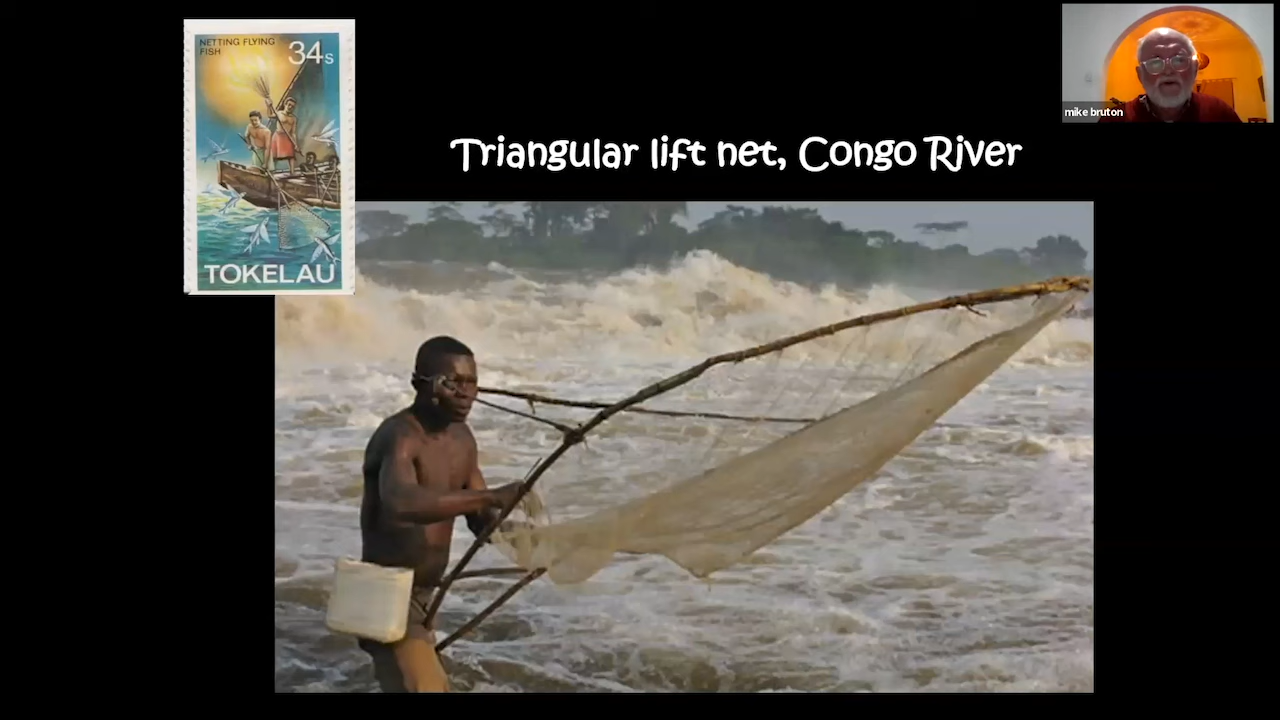 NETTING FLYING
FISH
34s
TOKELAU
Triangular lift net, Congo River
mike bruton